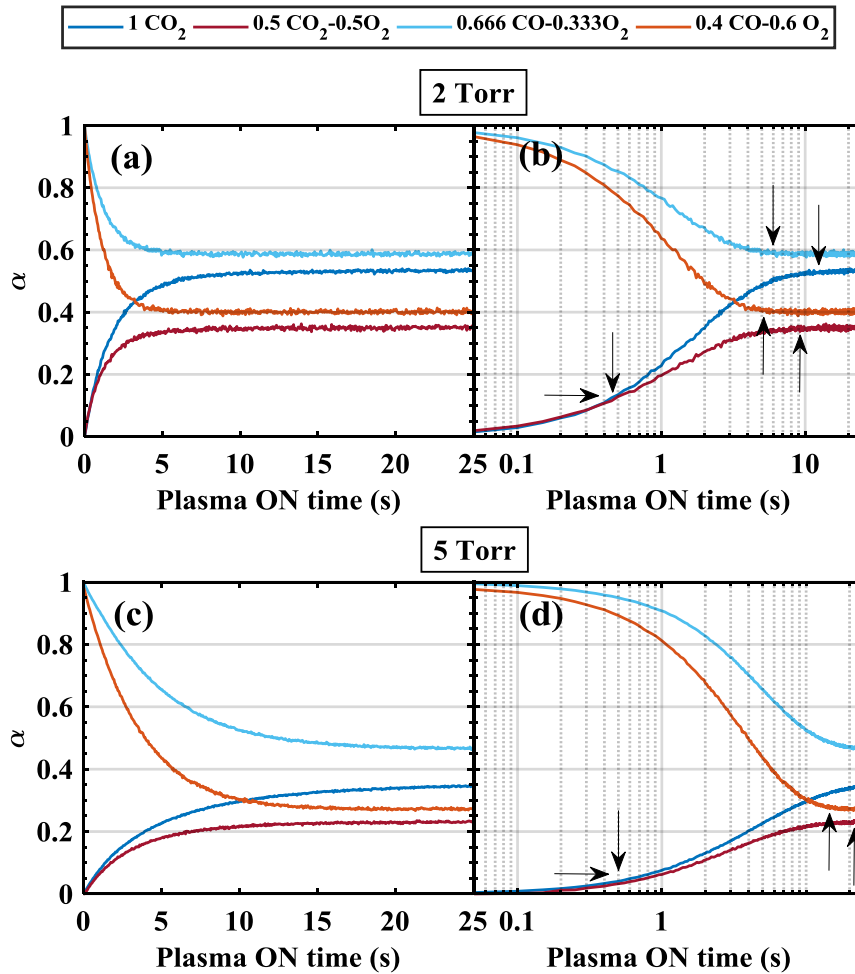 1 CO2 0.5 CO2-0.5O2 0.666 CO-0.333O2 0.4 CO-0.6 O2
2 Torr
(a) (b)
1
0.8
0.6
0.4
0.2
0
α
0 5 10 15 20 25 0.1 1 10
Plasma ON time (s) Plasma ON time (s)
5 Torr
(c) (d)
1
0.8
0.6
0.4
0.2
0
α
0 5 10 15 20 25 0.1 1 10
Plasma ON time (s) Plasma ON time (s)